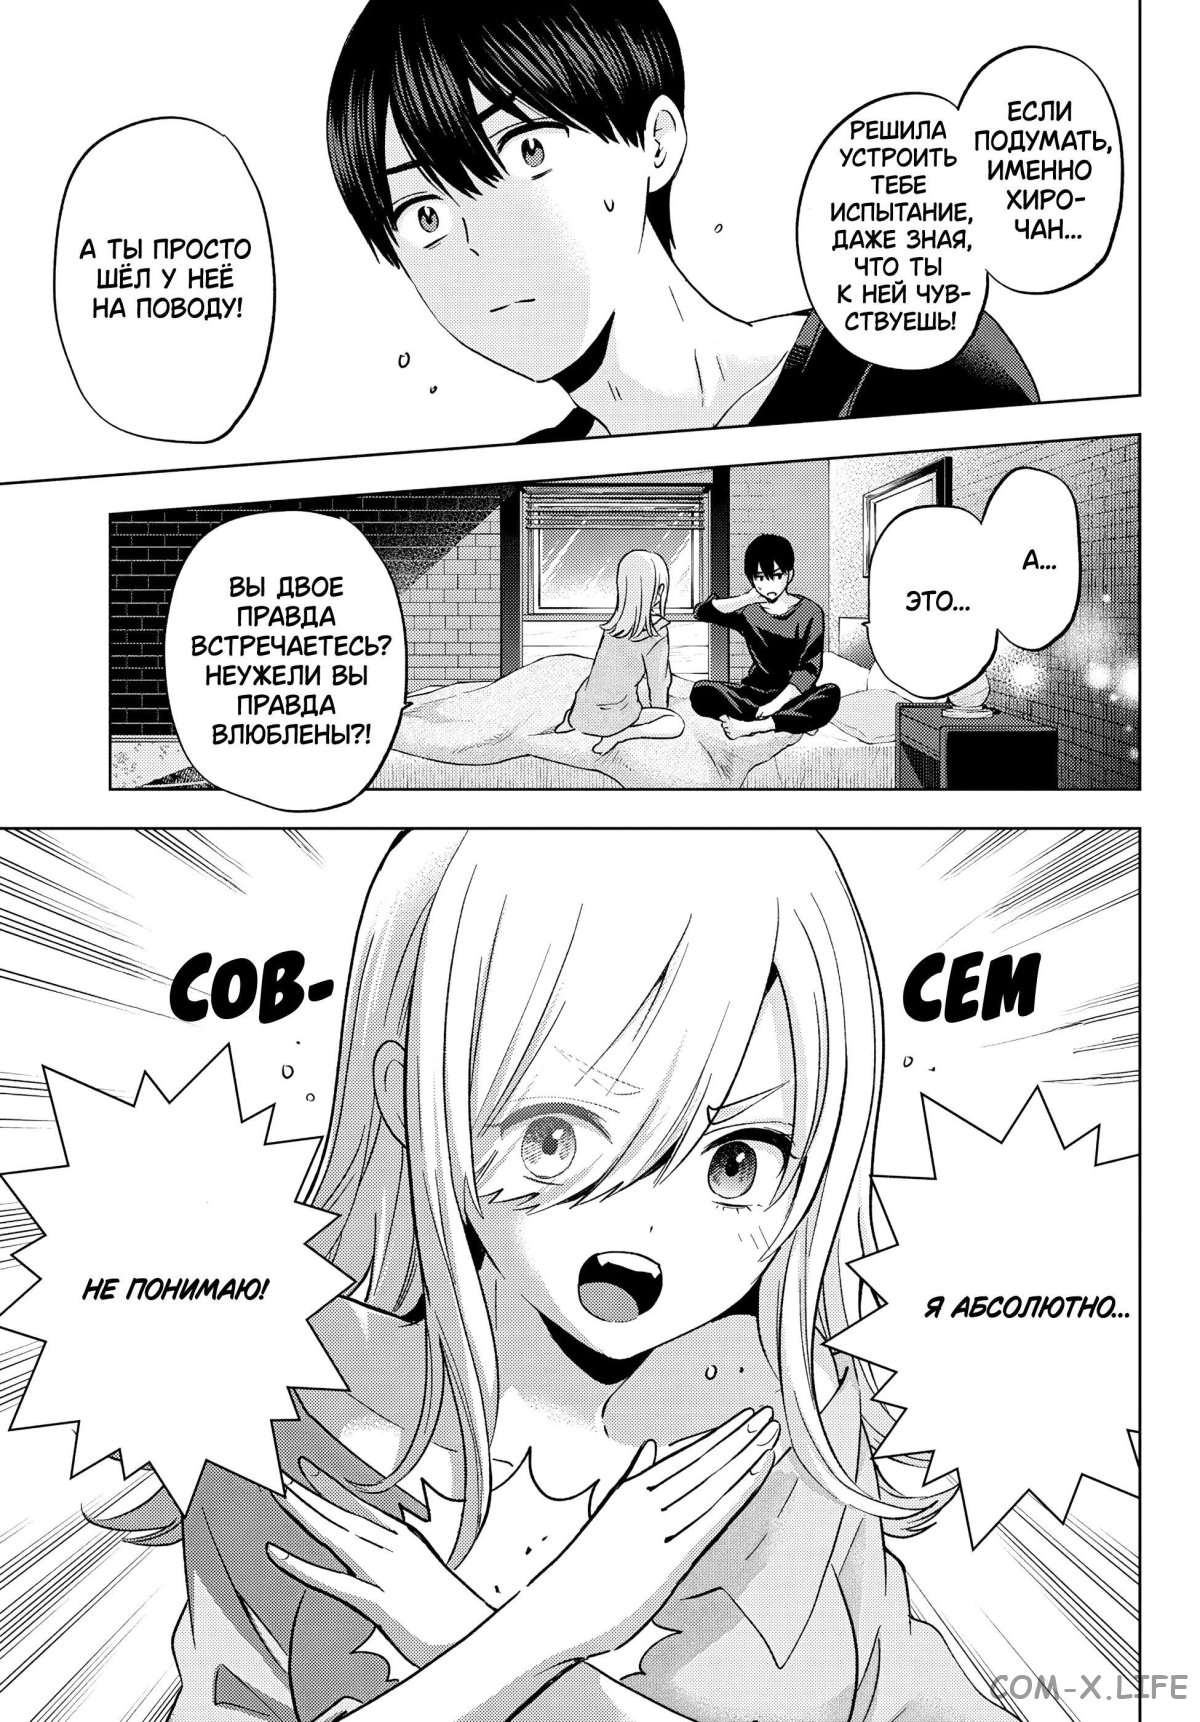 ЕСЛИ
ПОДУМАТЬ,
ИМЕННО
ХИРО-
ЧАН...
РЕШИЛА
УСТРОИТЬ
ТЕБЕ
ИСПЫТАНИЕ,
ДАЖЕ ЗНАЯ,
ЧТО ТЫ
К НЕЙ ЧУВ-
СТВУЕШЬ!
А ТЫ ПРОСТО
ШЁЛ У НЕЁ
НА ПОВОДУ!
А...
ЭТО...
ВЫ ДВОЕ
ПРАВДА
ВСТРЕЧАЕТЕСЬ?
НЕУЖЕЛИ ВЫ
ПРАВДА
ВЛЮБЛЕНЫ?!
СОВ-
СЕМ
Я АБСОЛЮТНО...
НЕ ПОНИМАЮ!
COM-X.LIFE